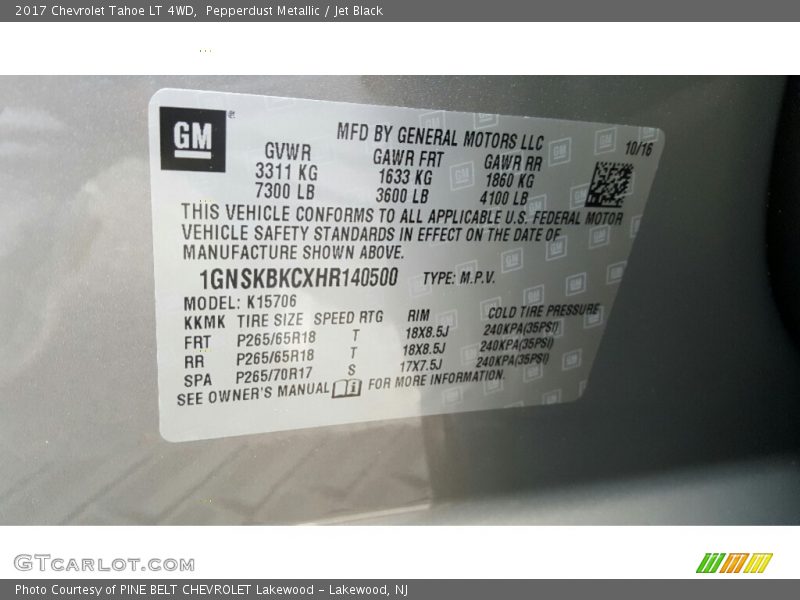 2017 Chevrolet Tahoe LT 4WD,  Pepperdust Metallic / Jet Black
GM
MFD BY GENERAL MOTORS LLC
10/16
GVWR GAWR FRT GAWR RR
3311 KG 1633 KG 1860 KG
7300 LB 3600 LB 4100 LB
THIS VEHICLE CONFORMS TO ALL APPLICABLE U.S. FEDERAL MOTOR
VEHICLE SAFETY STANDARDS IN EFFECT ON THE DATE OF
MANUFACTURE SHOWN ABOVE.
1GNSKBKCXHR140500 TYPE: M.P.V.
MODEL: K15706
KKMK TIRE SIZE SPEED RTG RIM COLD TIRE PRESSURE
FRT P265/65R18 T 18X8.5J 240KPA(35PSI)
RR P265/65R18 T 18X8.5J 240KPA(35PSI)
SPA P265/70R17 S 17X7.5J 240KPA(35PSI)
SEE OWNER'S MANUAL FOR MORE INFORMATION.
GTCARLOT.COM
Photo Courtesy of PINE BELT CHEVROLET Lakewood - Lakewood, NJ